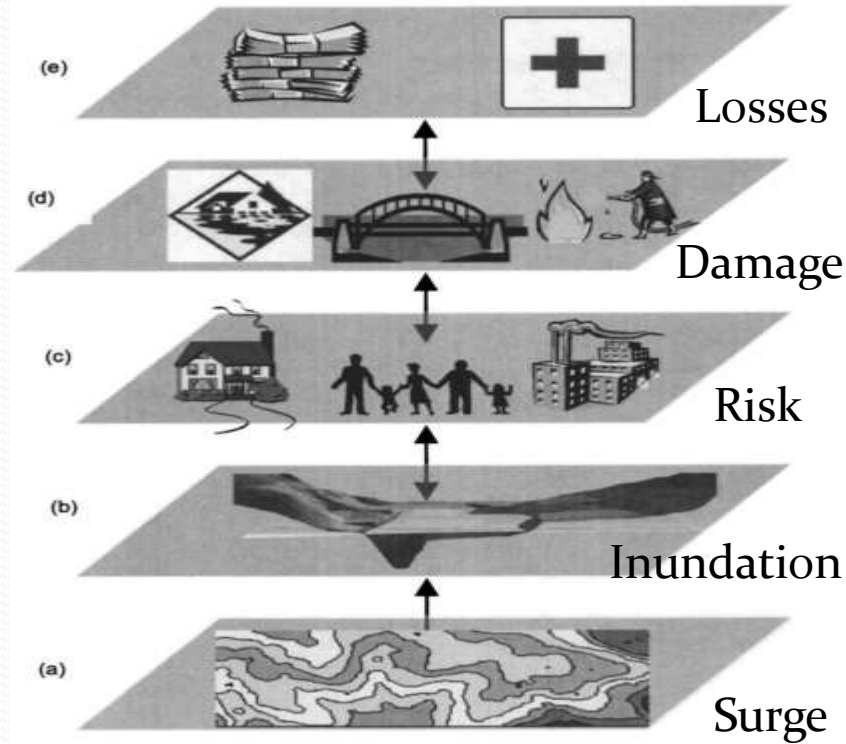 (e)
Losses
(d)
Damage
(c)
Risk
(b)
Inundation
(a)
Surge